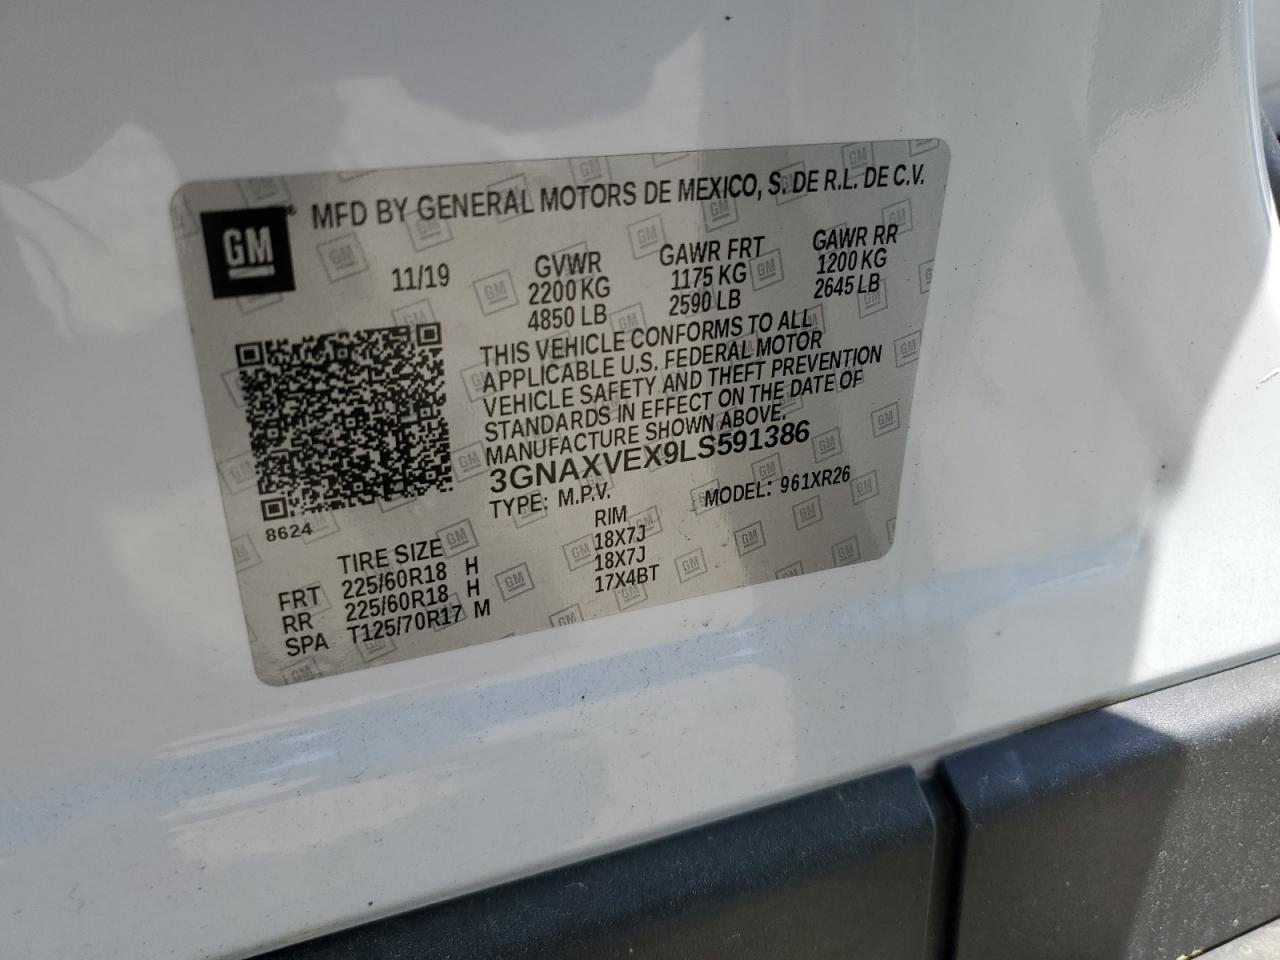 GM
MFD BY GENERAL MOTORS DE MEXICO, S. DE R.L. DE C.V.
11/19
GVWR
2200 KG
4850 LB
GAWR FRT
1175 KG
2590 LB
GAWR RR
1200 KG
2645 LB
THIS VEHICLE CONFORMS TO ALL
APPLICABLE U.S. FEDERAL MOTOR
VEHICLE SAFETY AND THEFT PREVENTION
STANDARDS IN EFFECT ON THE DATE OF
MANUFACTURE SHOWN ABOVE.
3GNAXVEX9LS591386
TYPE: M.P.V. MODEL: 961XR26
8624
TIRE SIZE RIM
FRT 225/60R18 H 18X7J
RR 225/60R18 H 18X7J
SPA T125/70R17 M 17X4BT